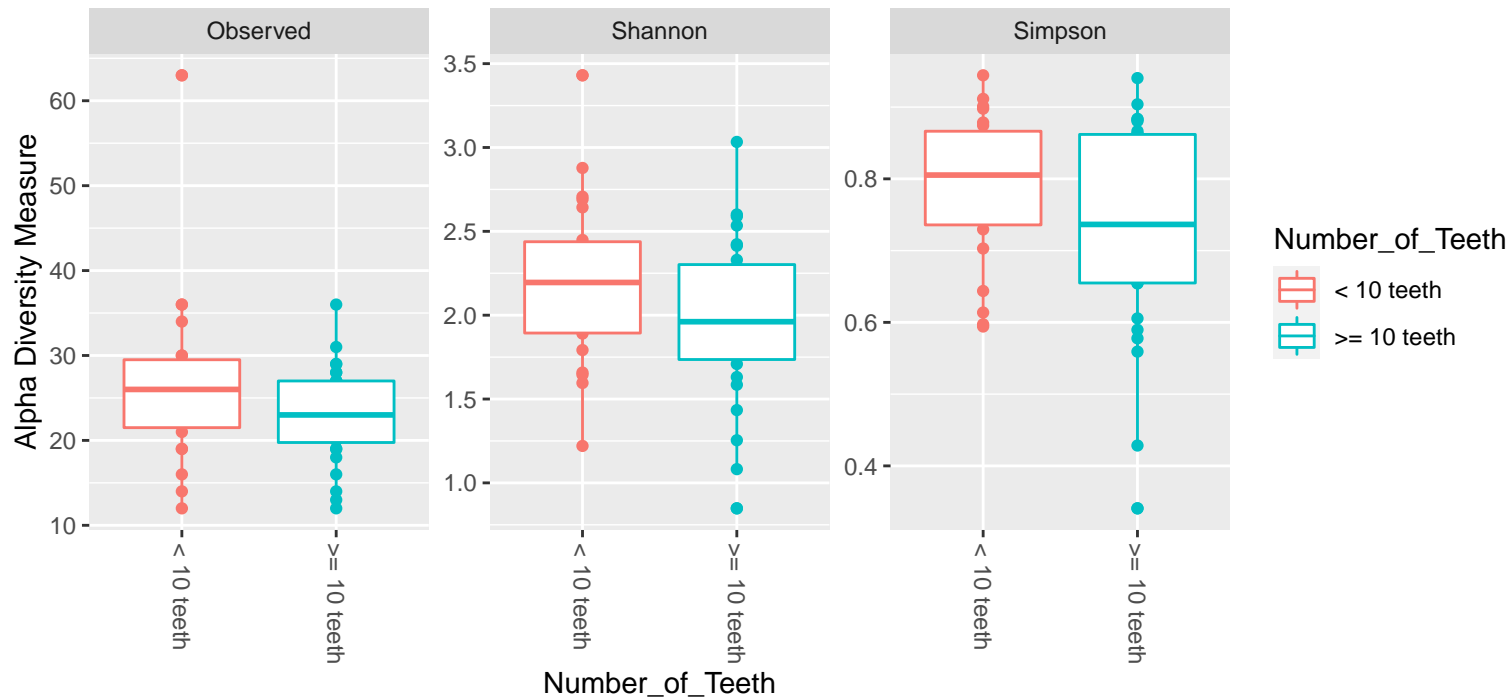 Observed
Shannon
Simpson
Alpha Diversity Measure
60
50
40
30
20
10
3.5
3.0
2.5
2.0
1.5
1.0
0.8
0.6
0.4
< 10 teeth
>= 10 teeth
< 10 teeth
>= 10 teeth
< 10 teeth
>= 10 teeth
Number_of_Teeth
Number_of_Teeth
< 10 teeth
>= 10 teeth